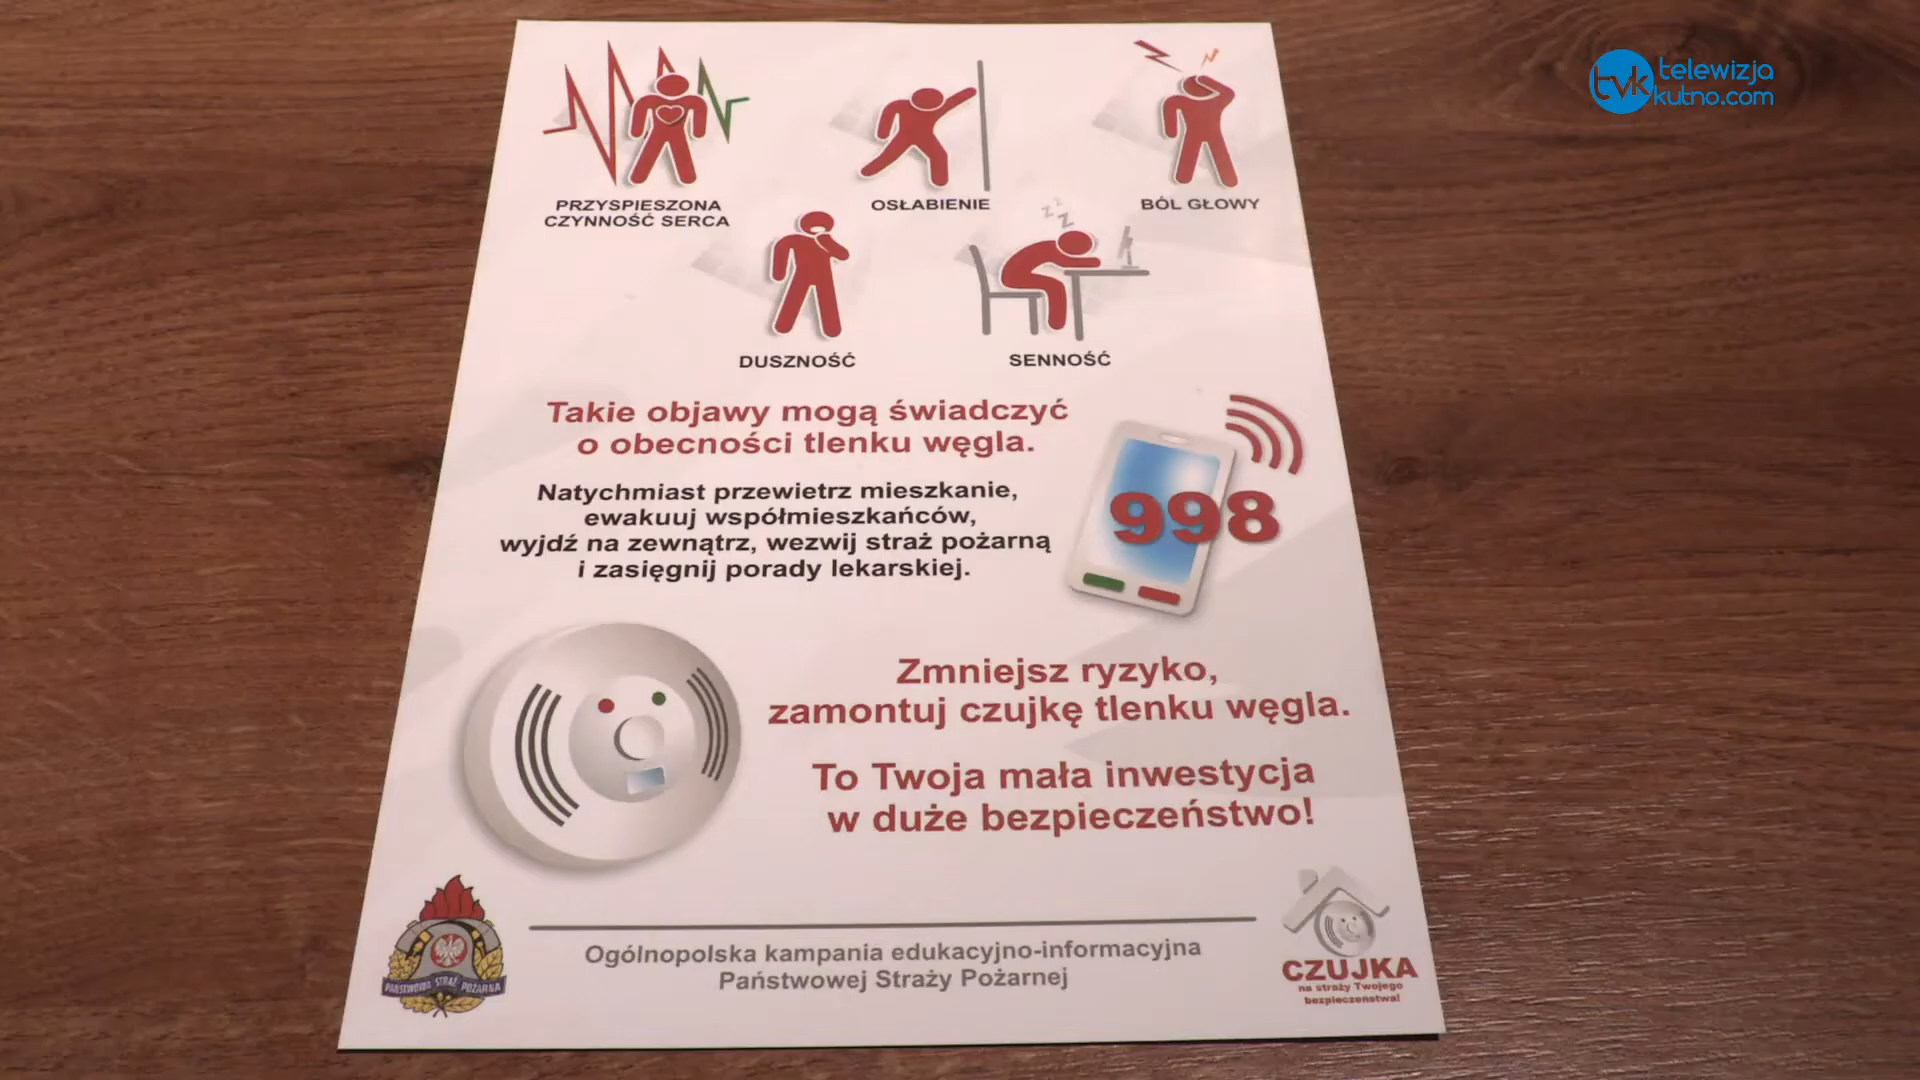 telewizja
tvk kutno.com
PRZYSPIESZONA
CZYNNOŚĆ SERCA
OSŁABIENIE
BÓL GŁOWY
z z z
DUSZNOŚĆ
SENNOŚĆ
Takie objawy mogą świadczyć
o obecności tlenku węgla.
Natychmiast przewietrz mieszkanie,
ewakuuj współmieszkańców,
wyjdź na zewnątrz, wezwij straż pożarną
i zasięgnij porady lekarskiej.
998
Zmniejsz ryzyko,
zamontuj czujkę tlenku węgla.
To Twoja mała inwestycja
w duże bezpieczeństwo!
PAŃSTWOWA STRAŻ POŻARNA
Ogólnopolska kampania edukacyjno-informacyjna
Państwowej Straży Pożarnej
CZUJKA
na straży Twojego
bezpieczeństwa!